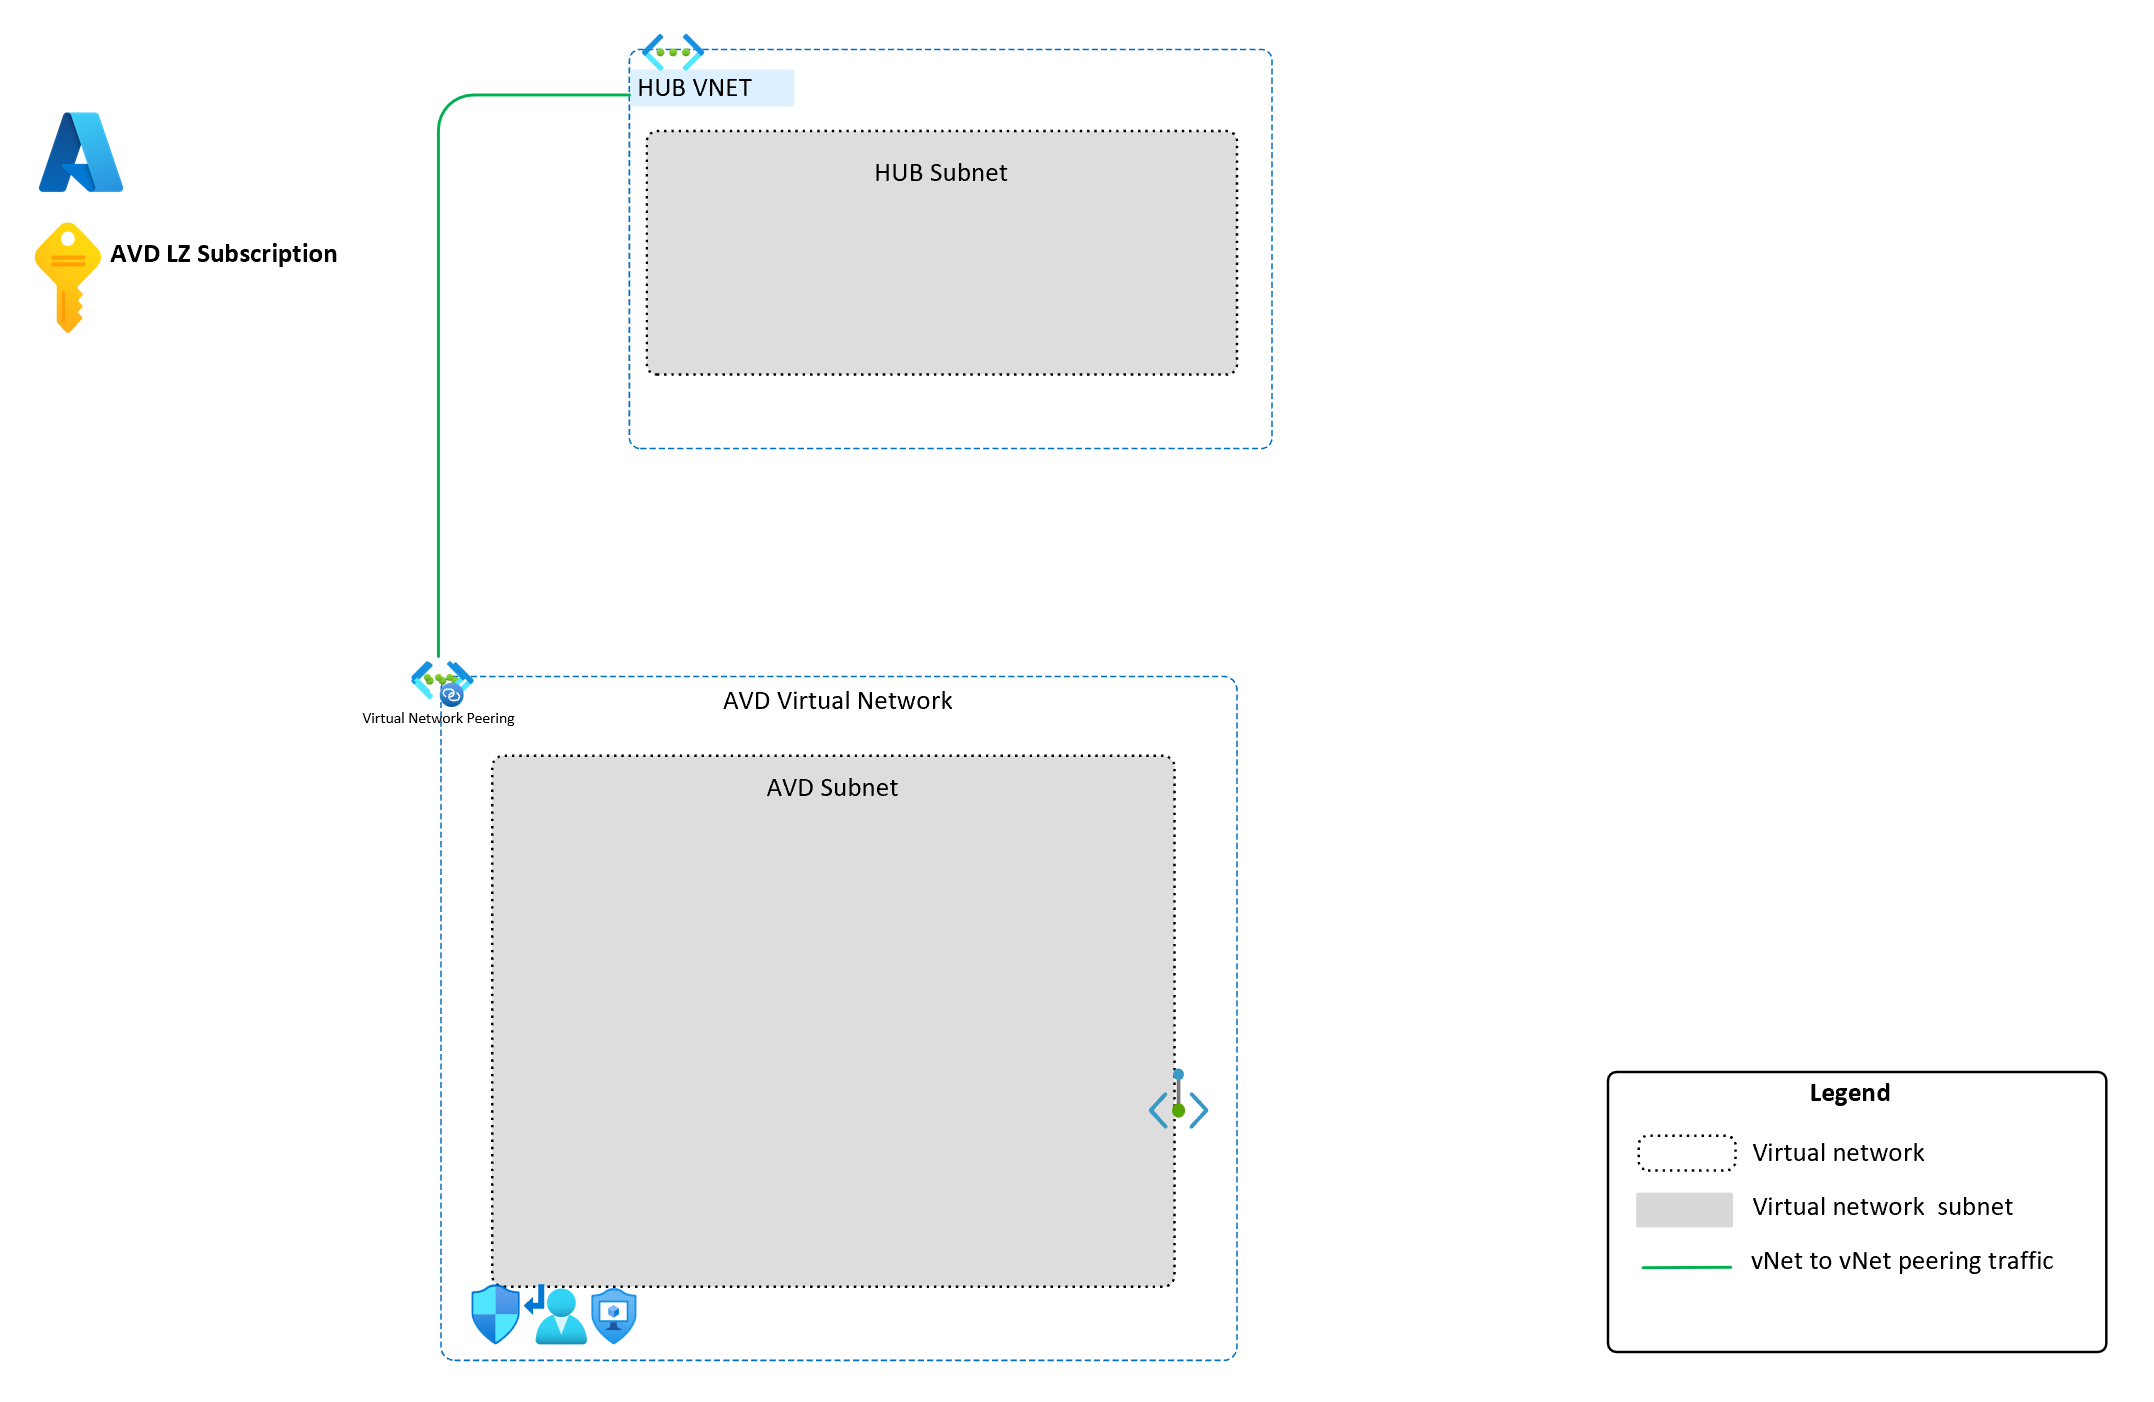 HUB VNET
HUB Subnet
AVD LZ Subscription
Virtual Network Peering
AVD Virtual Network
AVD Subnet
Legend
Virtual network
Virtual network  subnet
vNet to vNet peering traffic